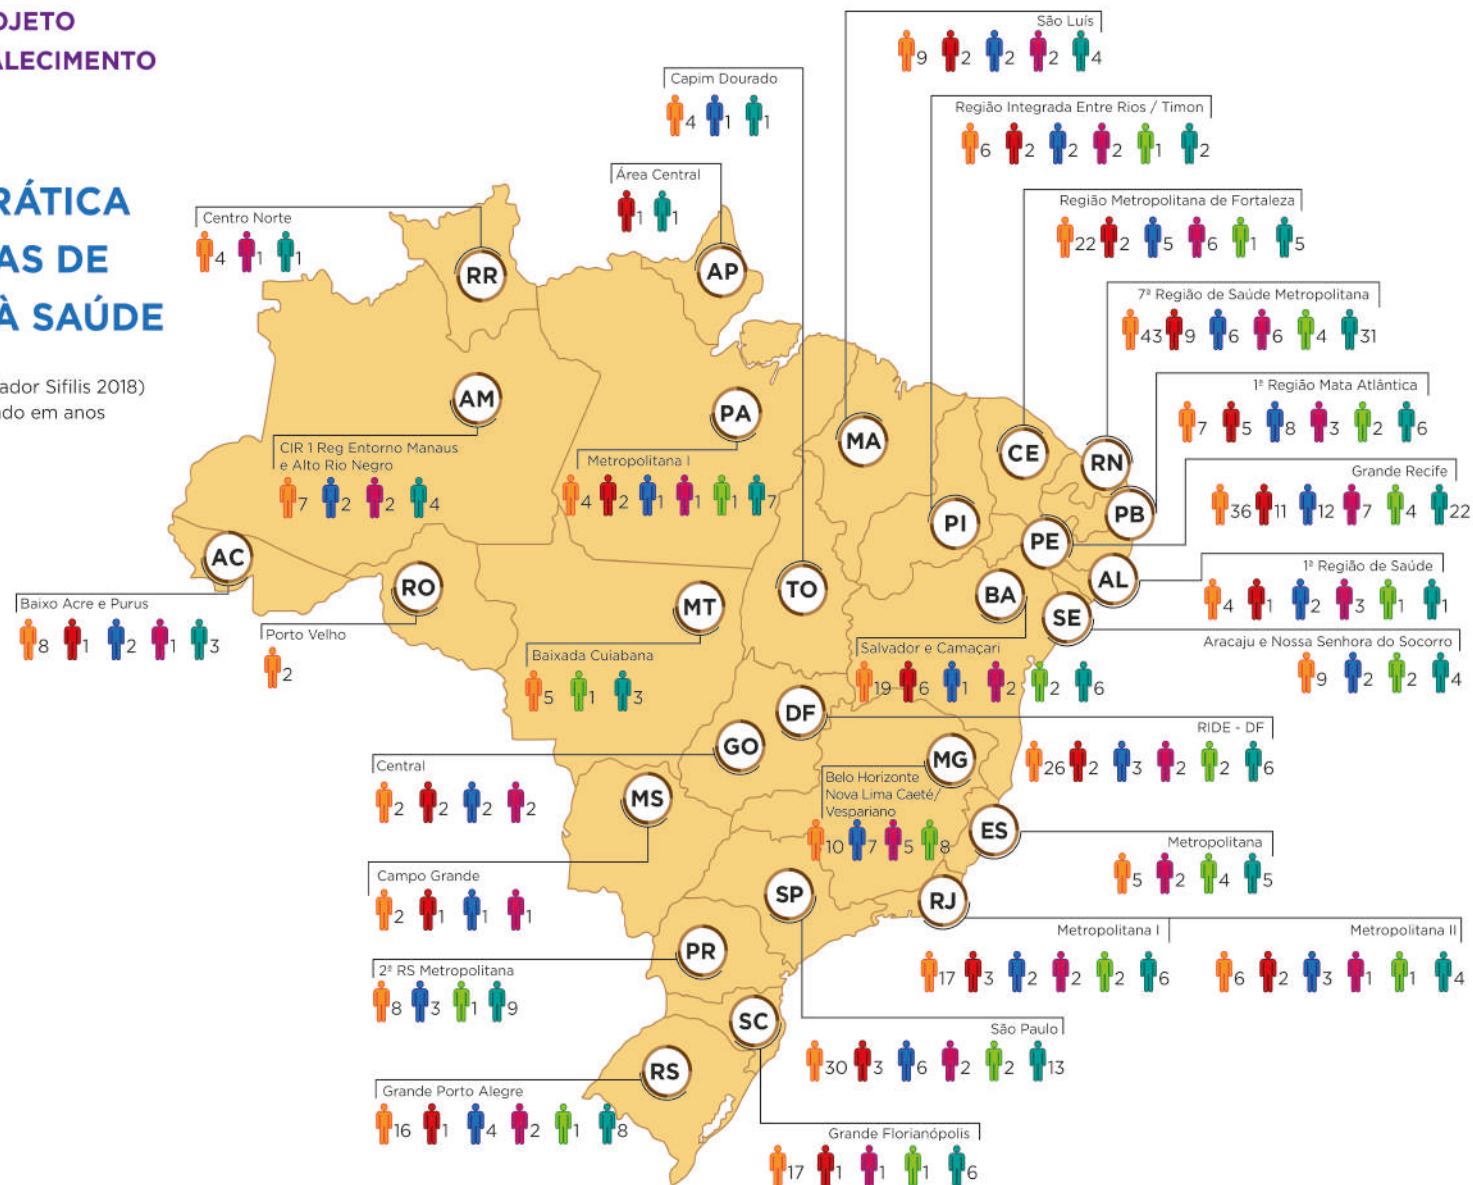 OJETO
ALECIMENTO
RÁTICA
AS DE
À SAÚDE
ador Sifilis 2018)
do em anos
São Luís
9 2 2 2 4
Capim Dourado
4 1 1
Região Integrada Entre Rios / Timon
6 2 2 2 1 2
Área Central
1 1
Região Metropolitana de Fortaleza
22 2 5 6 1 5
Centro Norte
4 1 1
RR
AP
7ª Região de Saúde Metropolitana
43 9 6 6 4 31
1ª Região Mata Atlântica
7 5 8 3 2 6
AM
PA
MA
CE
RN
CIR 1 Reg Entorno Manaus
e Alto Rio Negro
7 2 2 4
Metropolitana I
4 2 1 1 1 7
Grande Recife
36 11 12 7 4 22
PI
PB
PE
AC
RO
MT
TO
BA
AL
SE
1ª Região de Saúde
4 1 2 3 1 1
Baixo Acre e Purus
8 1 2 1 3
Porto Velho
2
Baixada Cuiabana
5 1 3
Salvador e Camaçari
19 6 1 2 2 6
Aracaju e Nossa Senhora do Socorro
9 2 2 4
DF
RIDE - DF
26 2 3 2 2 6
GO
MG
Central
2 2 2 2
MS
Belo Horizonte
Nova Lima Caeté/
Vespariano
10 7 5 8
ES
Metropolitana
5 2 4 5
Campo Grande
2 1 1 1
SP
RJ
Metropolitana I
17 3 2 2 2 6
Metropolitana II
6 2 3 1 1 4
PR
2ª RS Metropolitana
8 3 1 9
SC
São Paulo
30 3 6 2 2 13
RS
Grande Porto Alegre
16 1 4 2 1 8
Grande Florianópolis
17 1 1 1 6